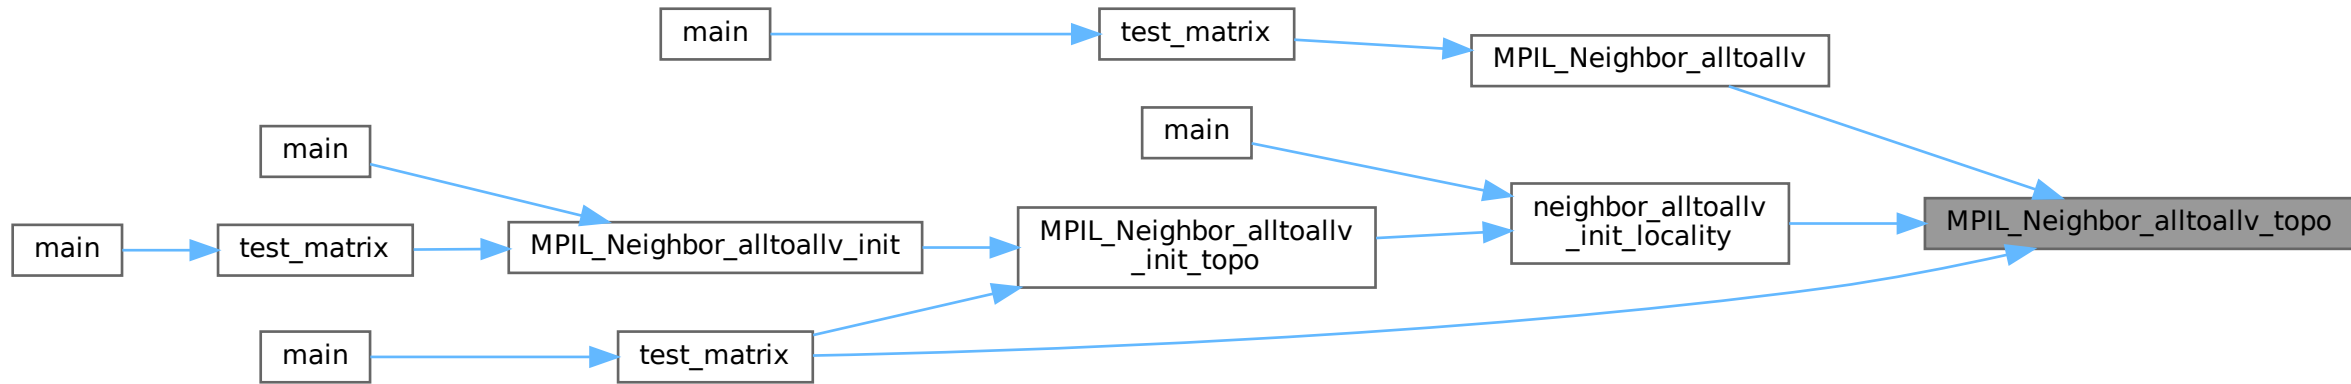 main
test_matrix
MPIL_Neighbor_alltoallv
main
main
neighbor_alltoallv
_init_locality
MPIL_Neighbor_alltoallv_topo
main
test_matrix
MPIL_Neighbor_alltoallv_init
MPIL_Neighbor_alltoallv
_init_topo
main
test_matrix